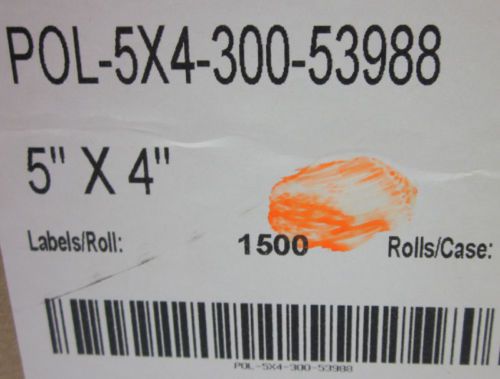 POL-5X4-300-53988
5" X 4"
Labels/Roll: 1500 Rolls/Case:
POL-5X4-300-53988